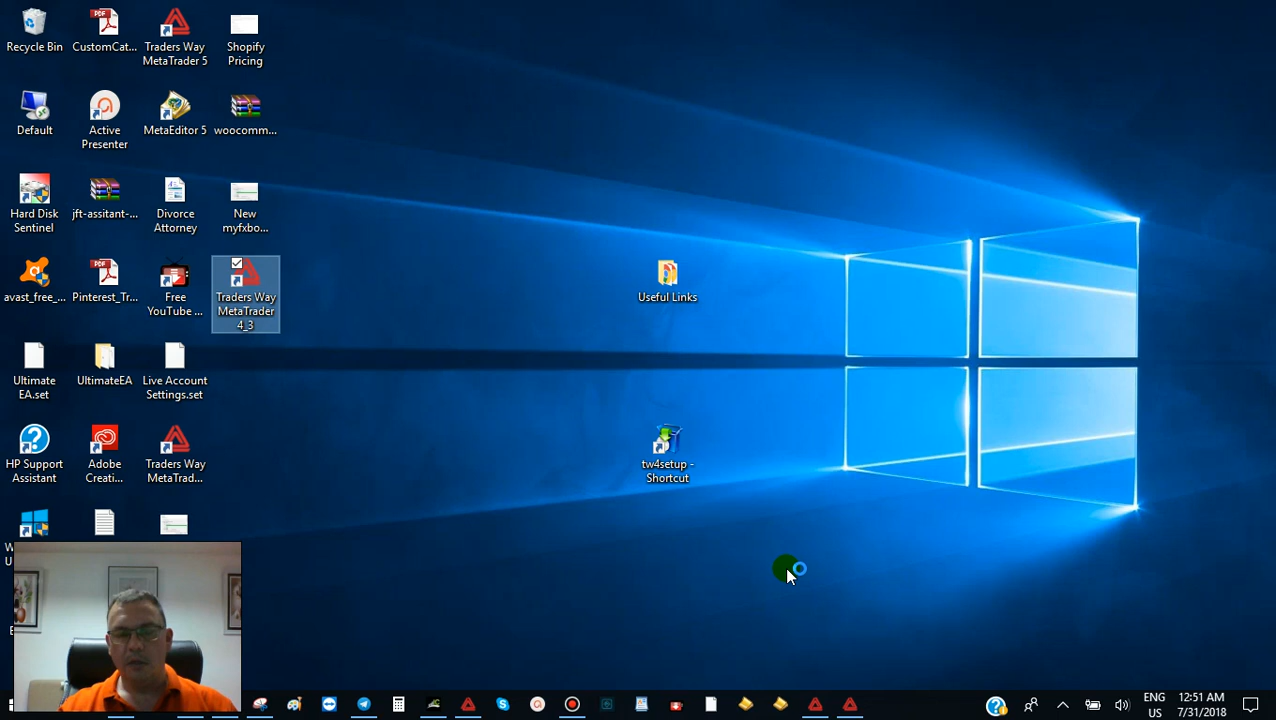 Recycle Bin
CustomCat...
Traders Way
MetaTrader 5
Shopify
Pricing
Default
Active
Presenter
MetaEditor 5
woocomm...
Hard Disk
Sentinel
jft-assitant-...
Divorce
Attorney
New
myfxbo...
avast_free_...
Pinterest_Tr...
Free
YouTube ...
Traders Way
MetaTrader
4_3
Useful Links
Ultimate
EA.set
UltimateEA
Live Account
Settings.set
HP Support
Assistant
Adobe
Creati...
Traders Way
MetaTrad...
tw4setup -
Shortcut
ENG
US
12:51 AM
7/31/2018